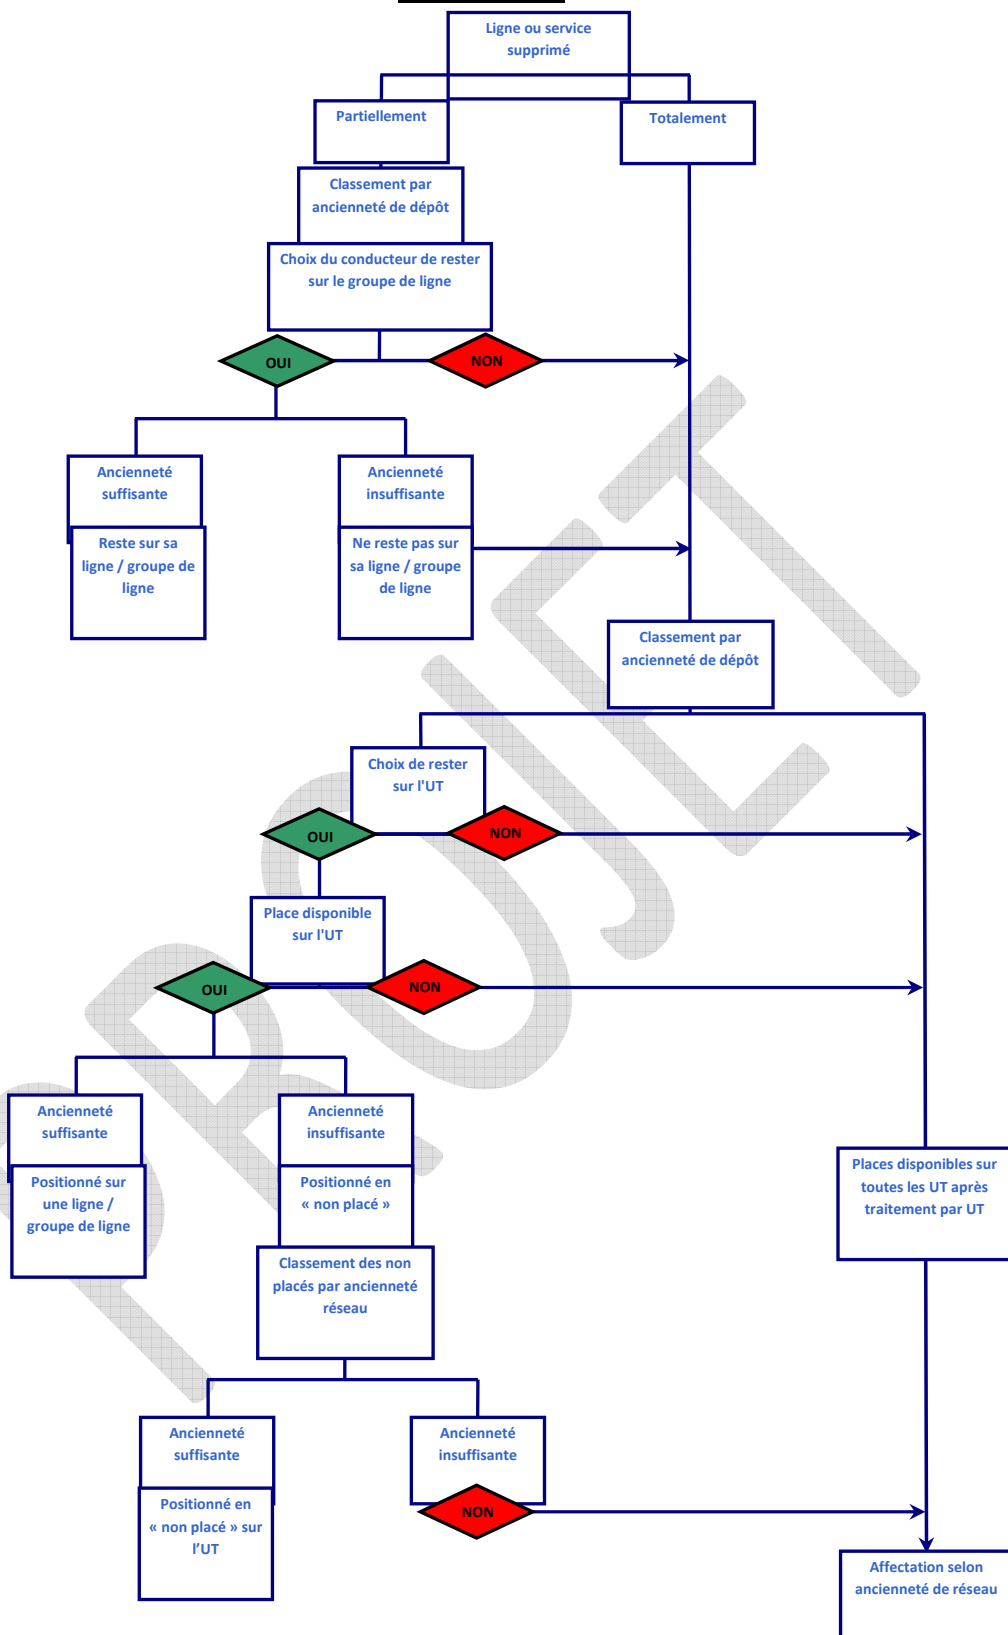 Ligne ou service
supprimé
Partiellement
Totalement
Classement par
ancienneté de dépôt
Choix du conducteur de rester
sur le groupe de ligne
OUI
NON
Ancienneté
suffisante
Ancienneté
insuffisante
Reste sur sa
ligne / groupe de
ligne
Ne reste pas sur
sa ligne / groupe
de ligne
Classement par
ancienneté de dépôt
Choix de rester
sur l'UT
OUI
NON
Place disponible
sur l'UT
OUI
NON
Ancienneté
suffisante
Ancienneté
insuffisante
Positionné sur
une ligne /
groupe de ligne
Positionné en
« non placé »
Places disponibles sur
toutes les UT après
traitement par UT
Classement des non
placés par ancienneté
réseau
Ancienneté
suffisante
Ancienneté
insuffisante
Positionné en
« non placé » sur
l’UT
NON
Affectation selon
ancienneté de réseau
PROJET